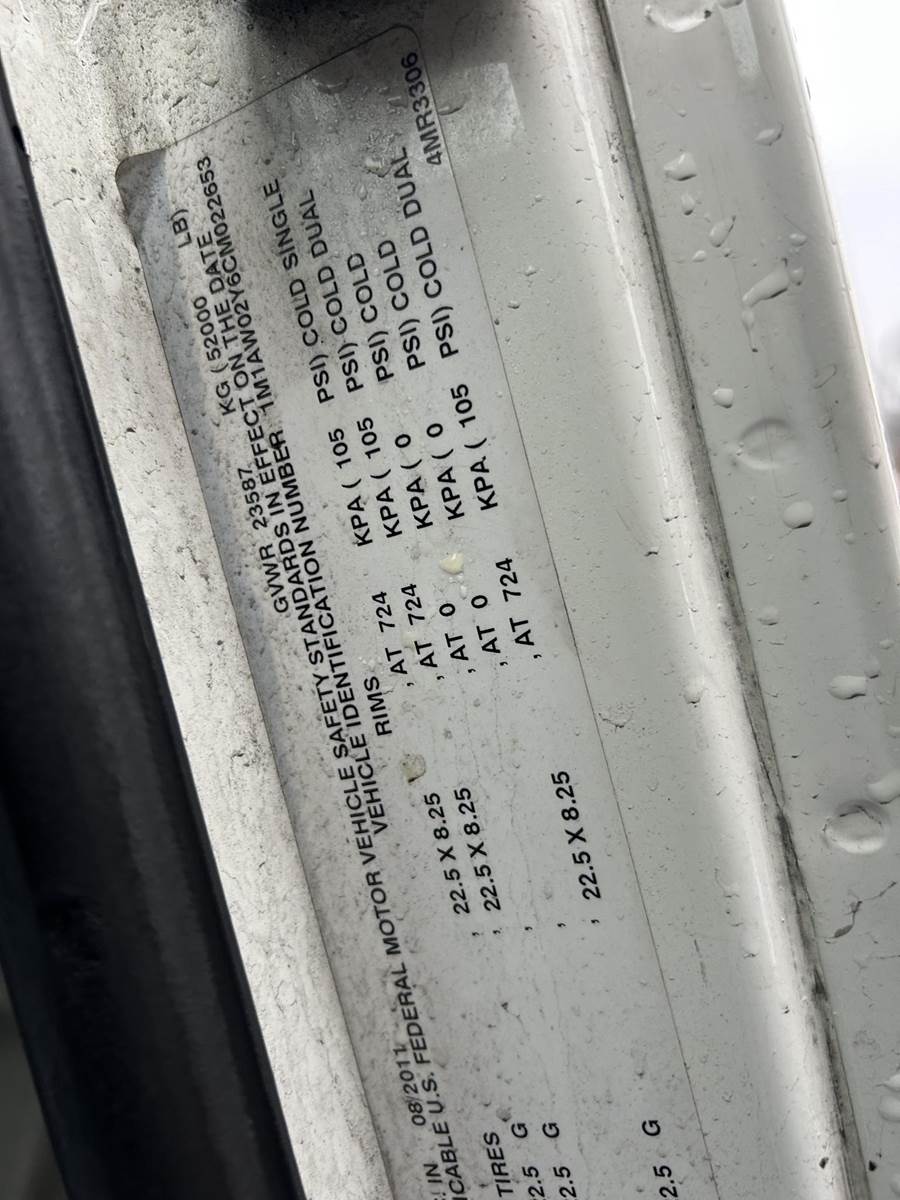 IN 08/2011 GVWR 23587 KG ( 52000 LB)
ICABLE U.S. FEDERAL MOTOR VEHICLE SAFETY STANDARDS IN EFFECT ON THE DATE
VEHICLE IDENTIFICATION NUMBER 1M1AW02Y6CM022653
TIRES RIMS
2.5 G , 22.5 X 8.25 , AT 724 KPA ( 105 PSI) COLD SINGLE
2.5 G , 22.5 X 8.25 , AT 724 KPA ( 105 PSI) COLD DUAL
, , AT 0 KPA ( 0 PSI) COLD
, , AT 0 KPA ( 0 PSI) COLD
2.5 G , 22.5 X 8.25 , AT 724 KPA ( 105 PSI) COLD DUAL
4MR3306